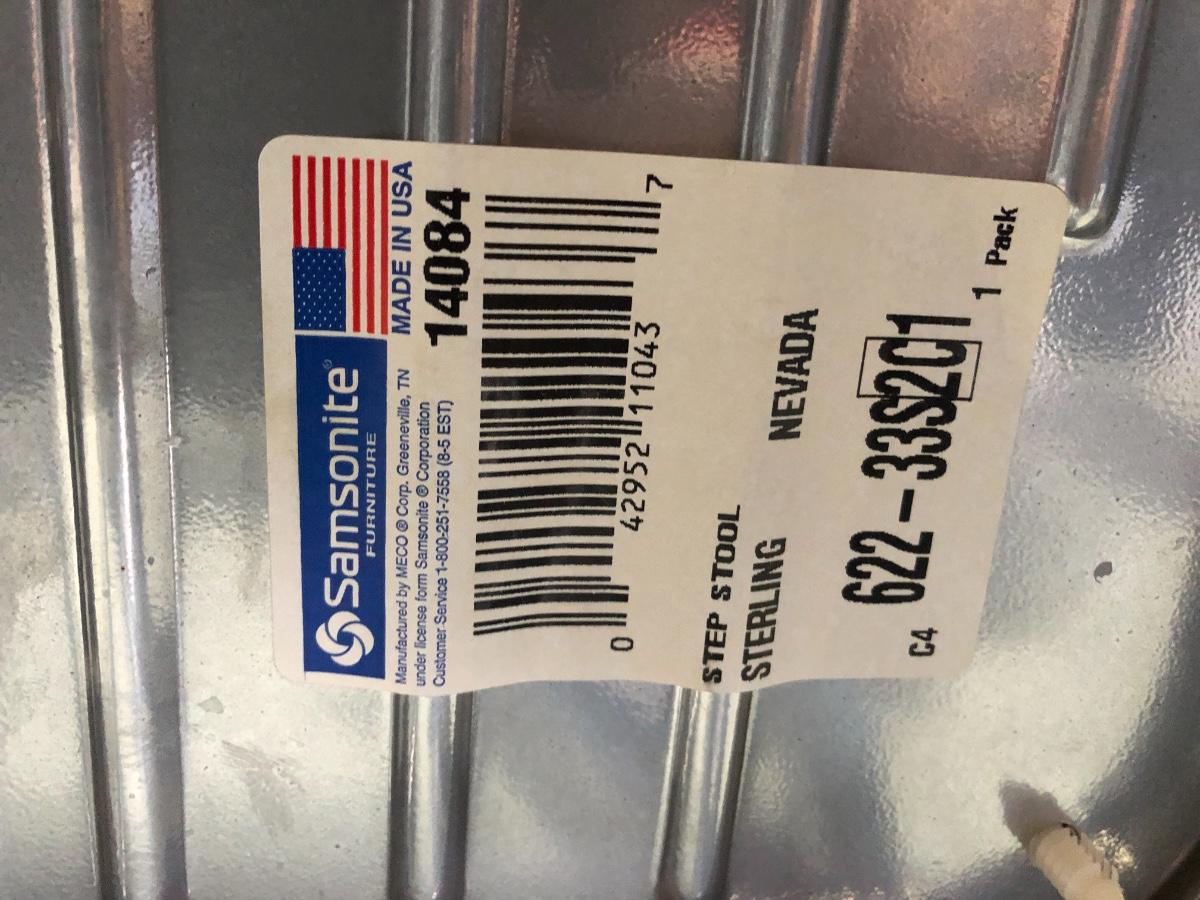 Samsonite®
FURNITURE
MADE IN USA
Manufactured by MECO ® Corp. Greeneville, TN
under license form Samsonite ® Corporation
Customer Service 1-800-251-7558 (8-5 EST)
14084
0 42952 11043 7
STEP STOOL
STERLING NEVADA
622-33S2C1
C4 1 Pack